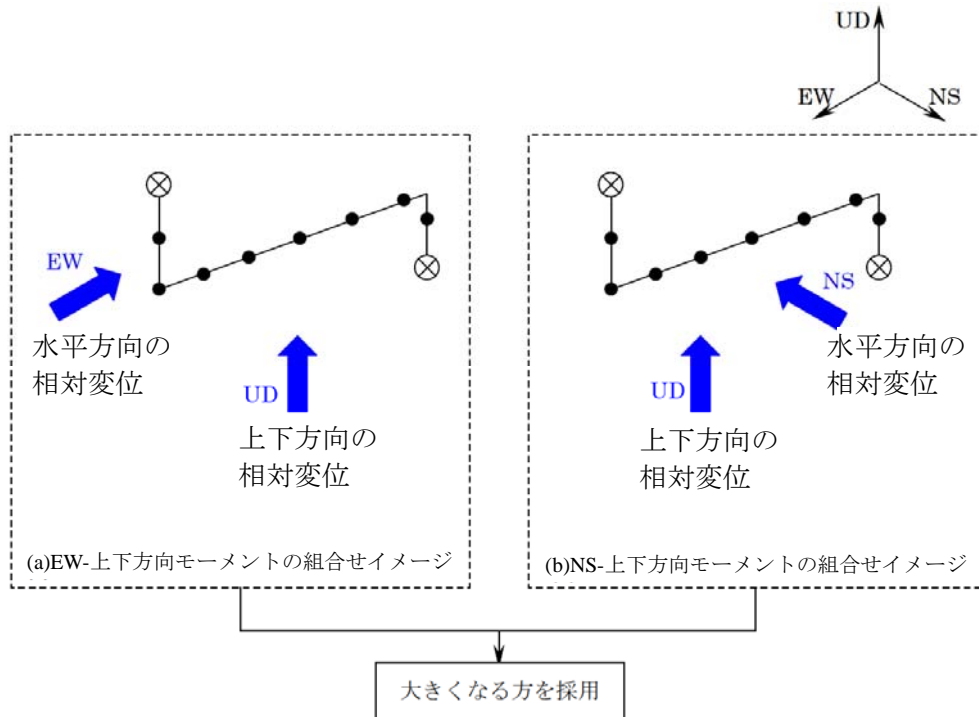 UD
EW
NS
EW
水平方向の
相対変位
UD
上下方向の
相対変位
(a)EW-上下方向モーメントの組合せイメージ
NS
水平方向の
相対変位
UD
上下方向の
相対変位
(b)NS-上下方向モーメントの組合せイメージ
大きくなる方を採用